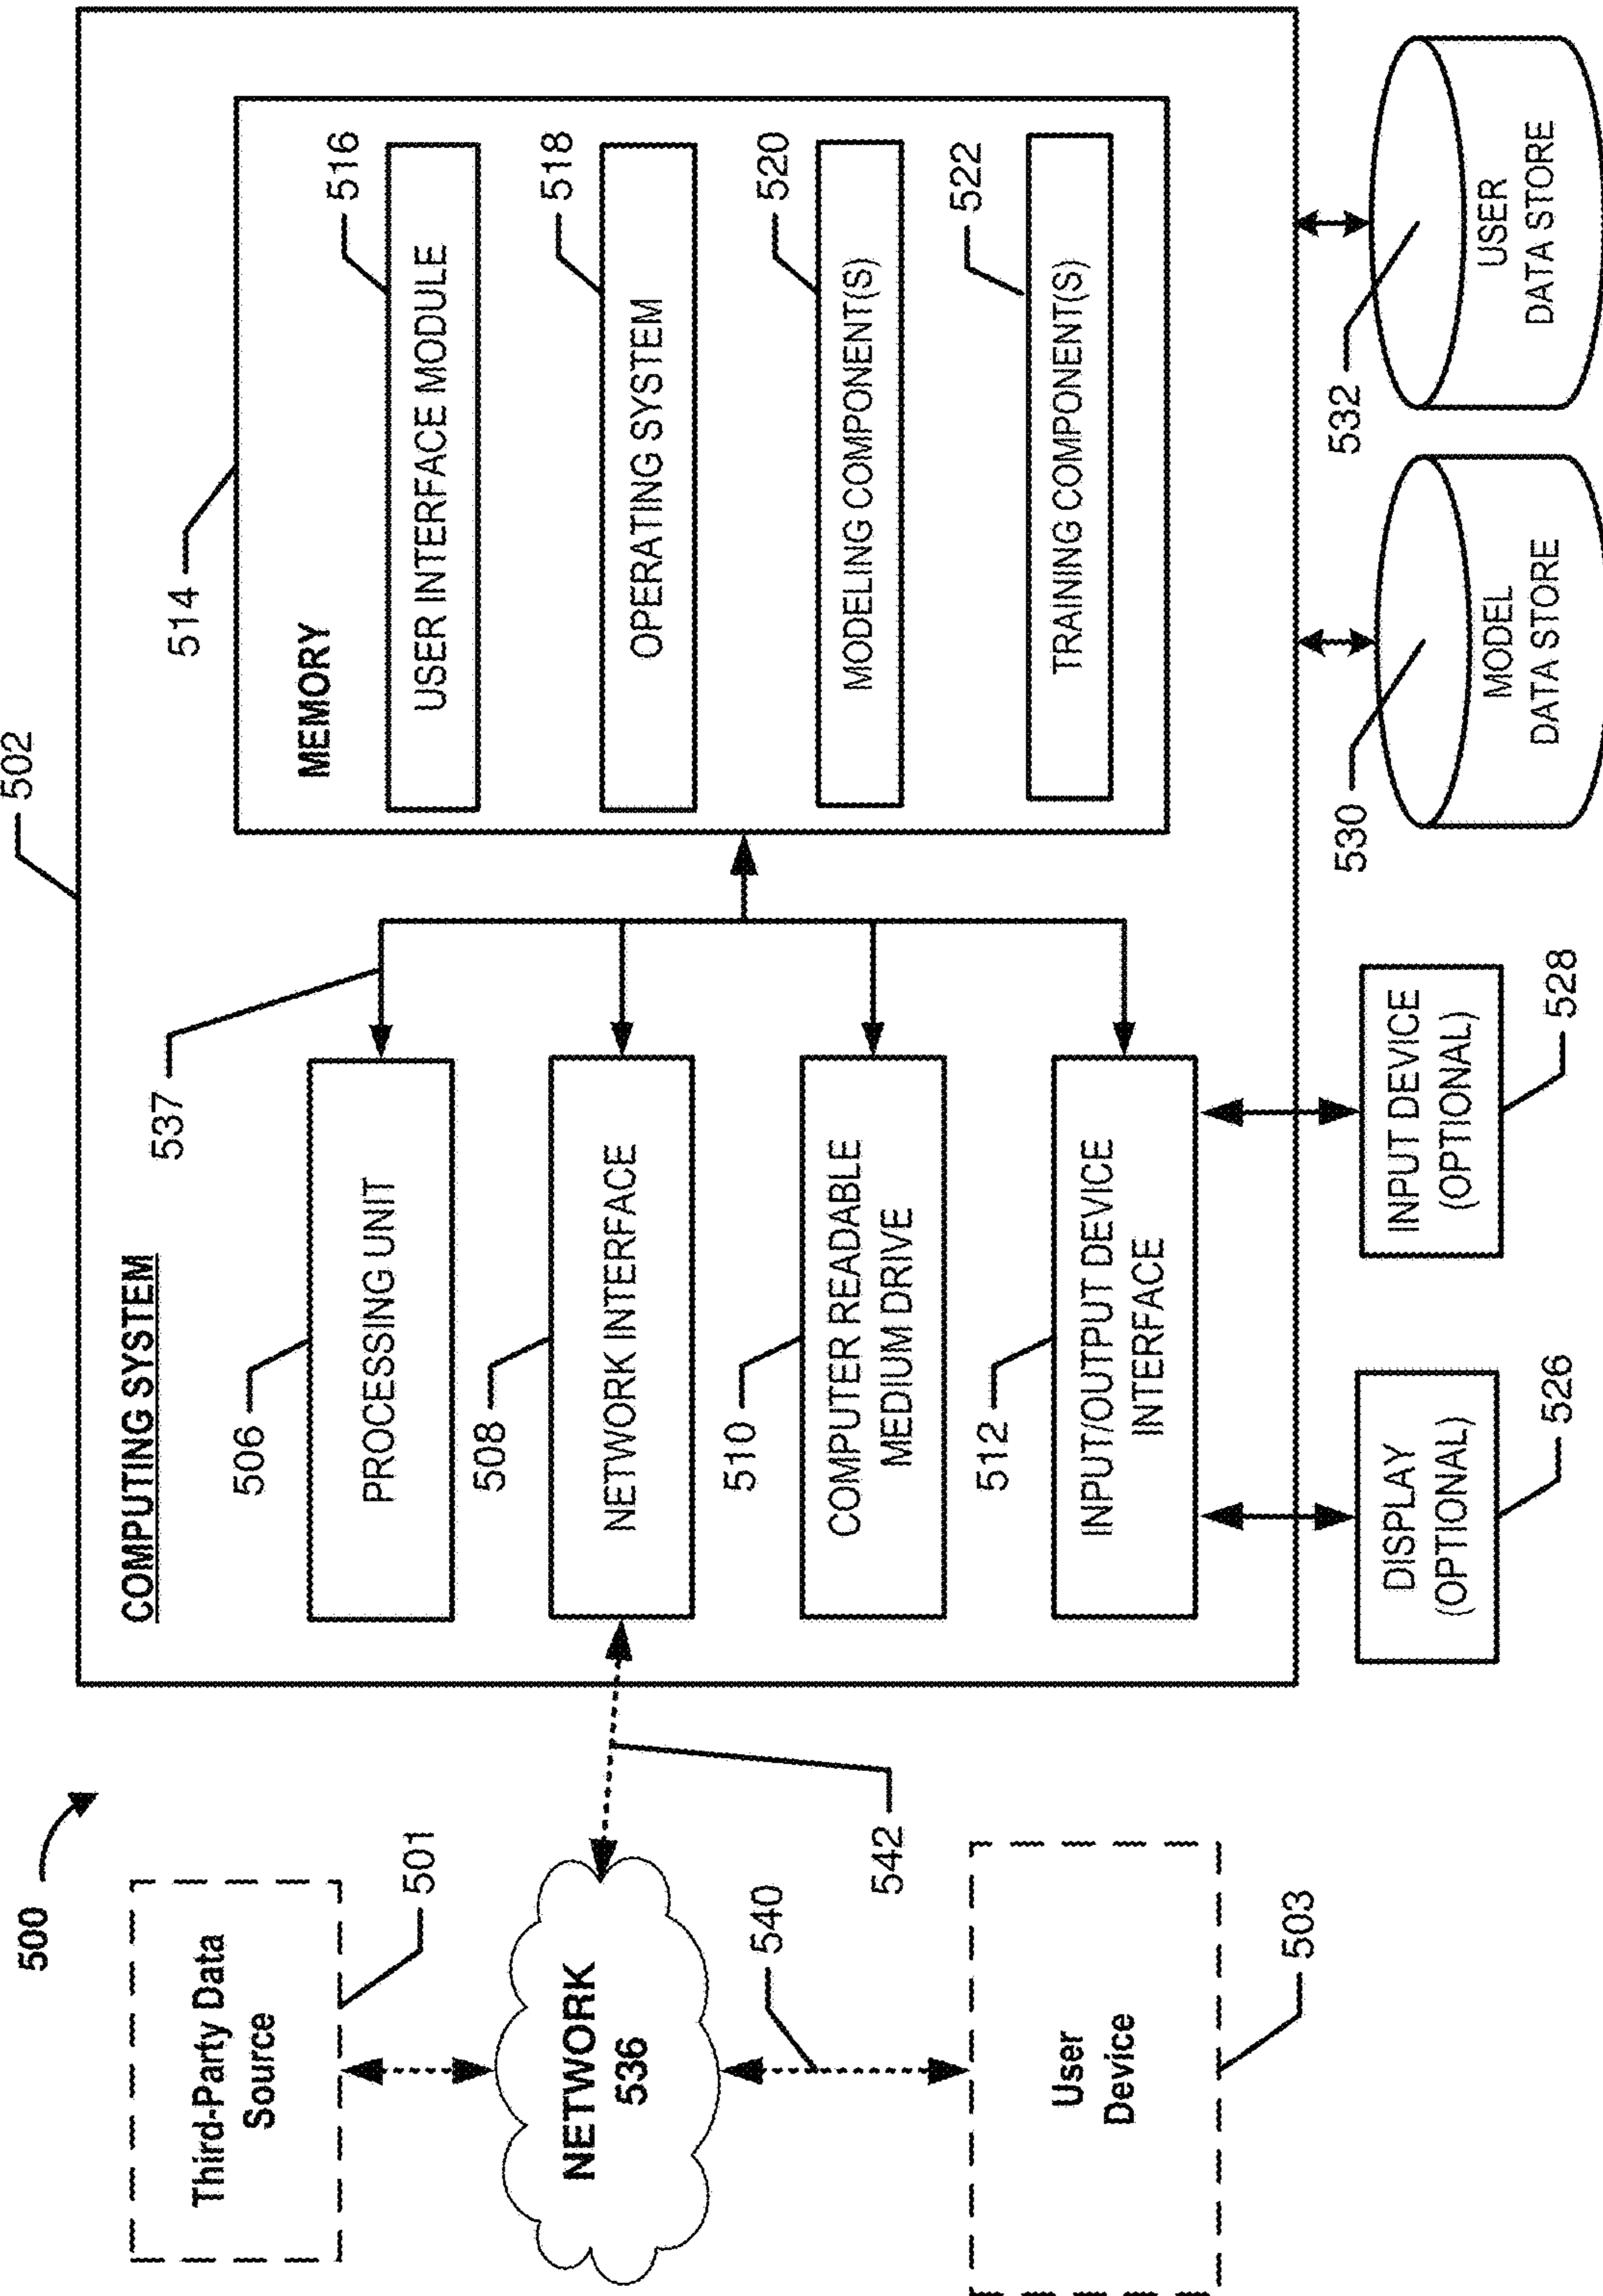 500
502
COMPUTING SYSTEM
Third-Party Data
Source
501
NETWORK
536
540
542
User
Device
503
506
PROCESSING UNIT
508
NETWORK INTERFACE
510
COMPUTER READABLE
MEDIUM DRIVE
512
INPUT/OUTPUT DEVICE
INTERFACE
537
514
MEMORY
516
USER INTERFACE MODULE
518
OPERATING SYSTEM
520
MODELING COMPONENT(S)
522
TRAINING COMPONENT(S)
DISPLAY
(OPTIONAL)
526
INPUT DEVICE
(OPTIONAL)
528
530
MODEL
DATA STORE
532
USER
DATA STORE